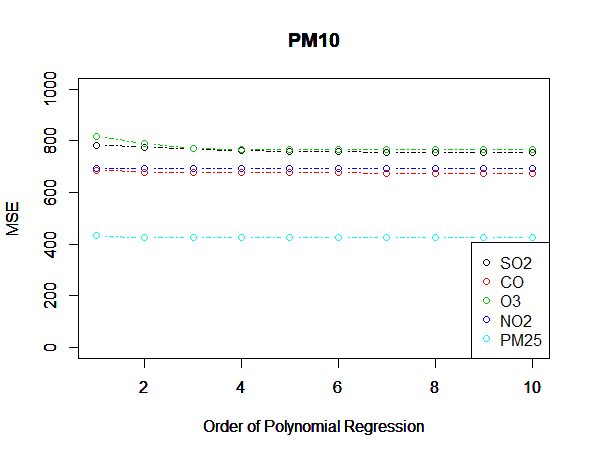 PM10
MSE
1000
800
600
400
200
0
2 4 6 8 10
Order of Polynomial Regression
SO2
CO
O3
NO2
PM25